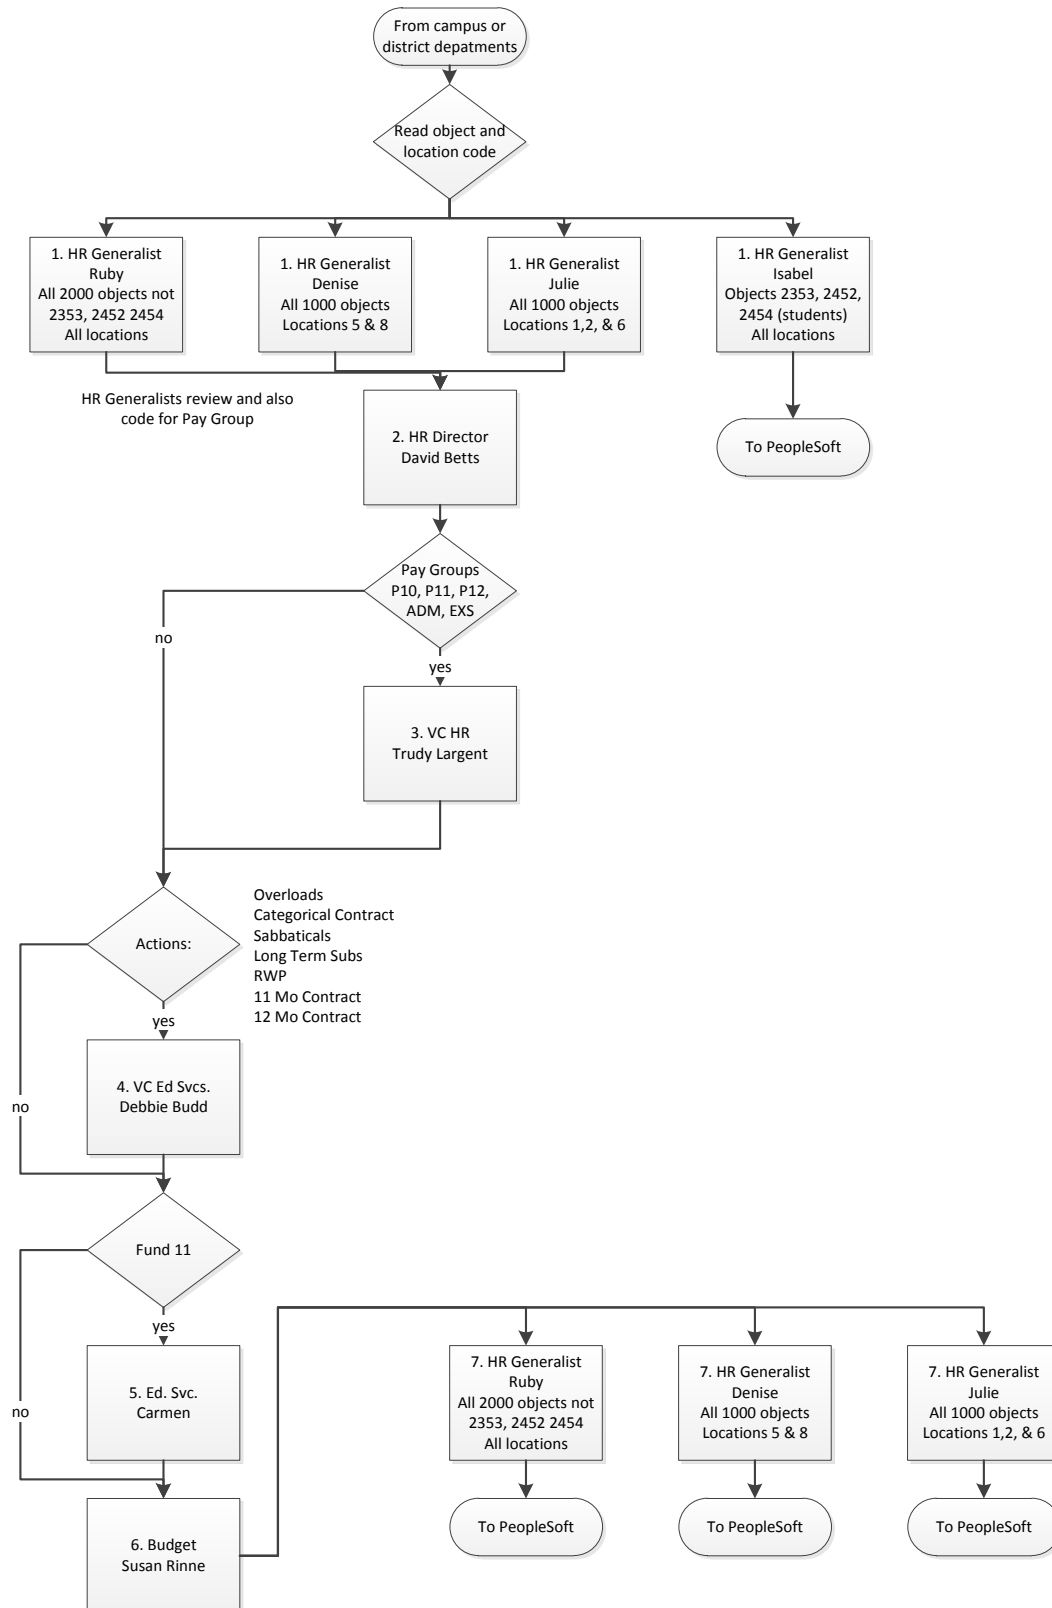 From campus or
district depatments
Read object and
location code
1. HR Generalist
Ruby
All 2000 objects not
2353, 2452 2454
All locations
1. HR Generalist
Denise
All 1000 objects
Locations 5 & 8
1. HR Generalist
Julie
All 1000 objects
Locations 1,2, & 6
1. HR Generalist
Isabel
Objects 2353, 2452,
2454 (students)
All locations
HR Generalists review and also
code for Pay Group
2. HR Director
David Betts
To PeopleSoft
Pay Groups
P10, P11, P12,
ADM, EXS
no
yes
3. VC HR
Trudy Largent
Actions:
Overloads
Categorical Contract
Sabbaticals
Long Term Subs
RWP
11 Mo Contract
12 Mo Contract
yes
4. VC Ed Svcs.
Debbie Budd
no
Fund 11
yes
5. Ed. Svc.
Carmen
no
6. Budget
Susan Rinne
7. HR Generalist
Ruby
All 2000 objects not
2353, 2452 2454
All locations
7. HR Generalist
Denise
All 1000 objects
Locations 5 & 8
7. HR Generalist
Julie
All 1000 objects
Locations 1,2, & 6
To PeopleSoft
To PeopleSoft
To PeopleSoft